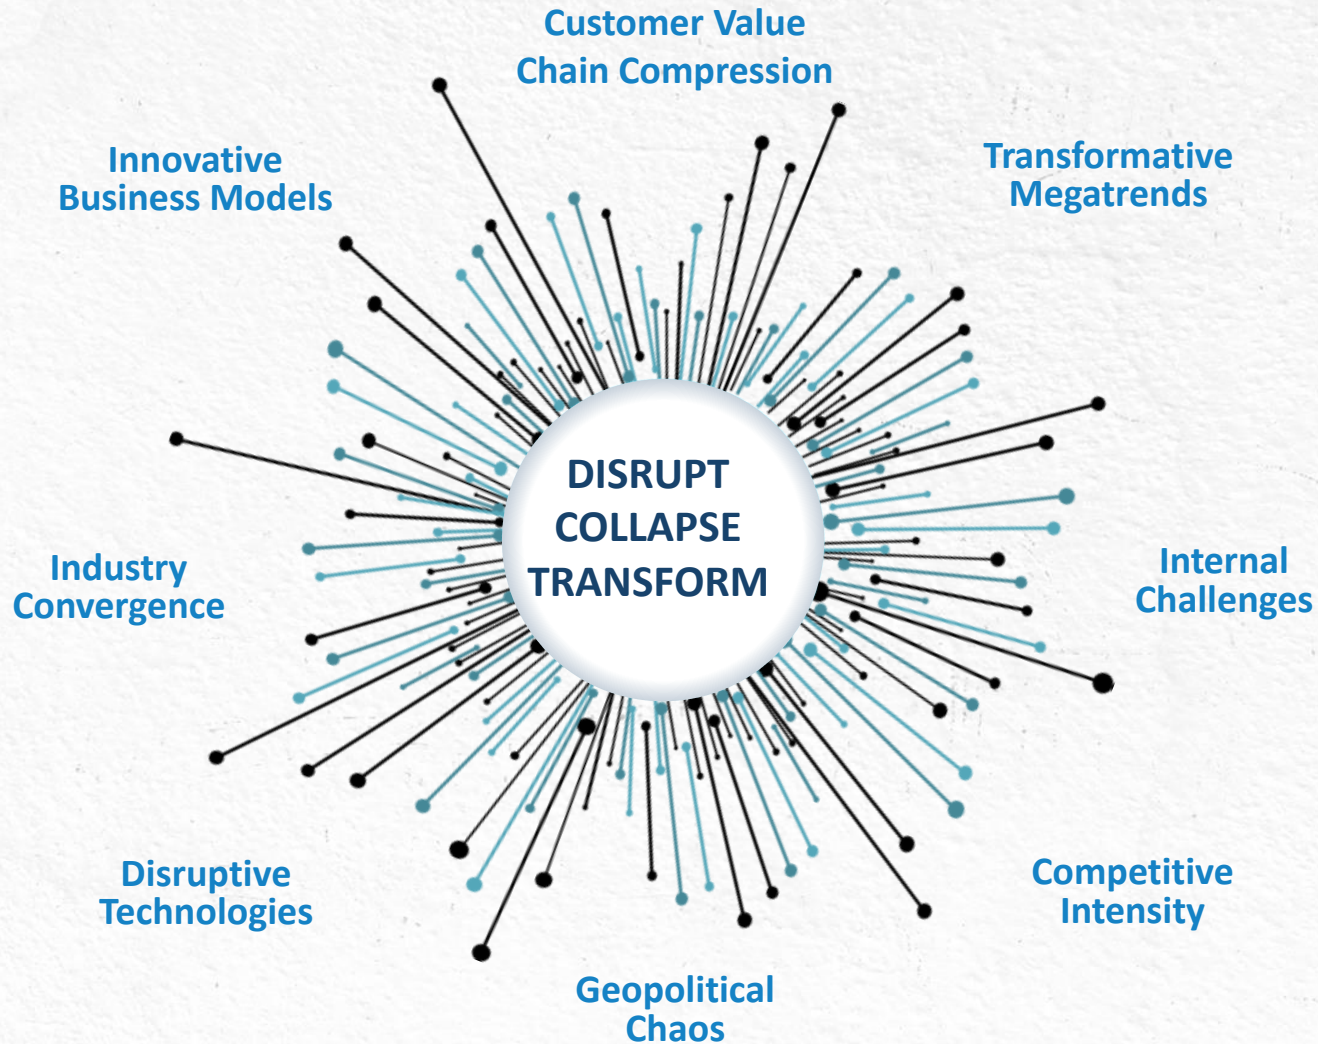 Customer Value
Chain Compression
Innovative
Business Models
Transformative
Megatrends
DISRUPT
COLLAPSE
TRANSFORM
Industry
Convergence
Internal
Challenges
Disruptive
Technologies
Competitive
Intensity
Geopolitical
Chaos